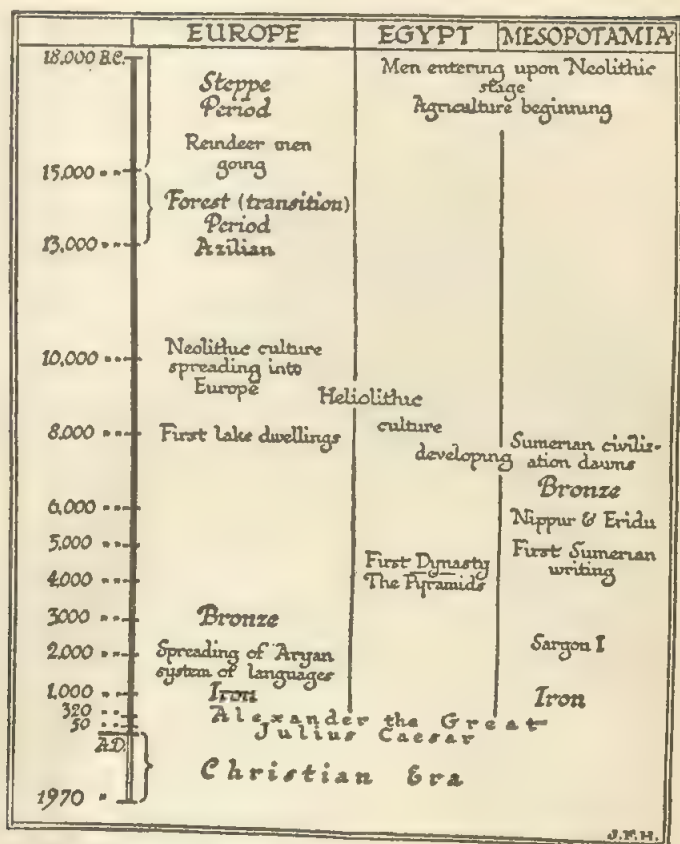 EUROPE EGYPT MESOPOTAMIA
18,000 B.C.
Steppe
Period
Men entering upon Neolithic
stage
Agriculture beginning
Reindeer men
going
15,000 " "
Forest (transition)
Period
13,000 " "
Azilian
10,000 " "
Neolithic culture
spreading into
Europe
Heliolithic
culture
developing
8,000 " "
First lake dwellings
Sumerian civilis-
ation dawns
Bronze
6,000 " "
Nippur & Eridu
5,000 " "
First Dynasty
The Pyramids
First Sumerian
writing
4,000 " "
3,000 " "
Bronze
2,000 " "
Spreading of Aryan
system of languages
Sargon I
1,000 " "
Iron
Iron
320 " "
Alexander the Great
50 " "
Julius Caesar
A.D.
Christian Era
1970 "
J.F.H.